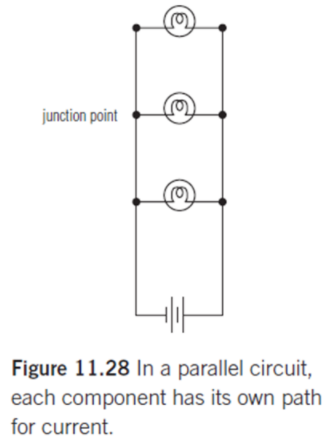 junction point
Figure 11.28 In a parallel circuit,
each component has its own path
for current.